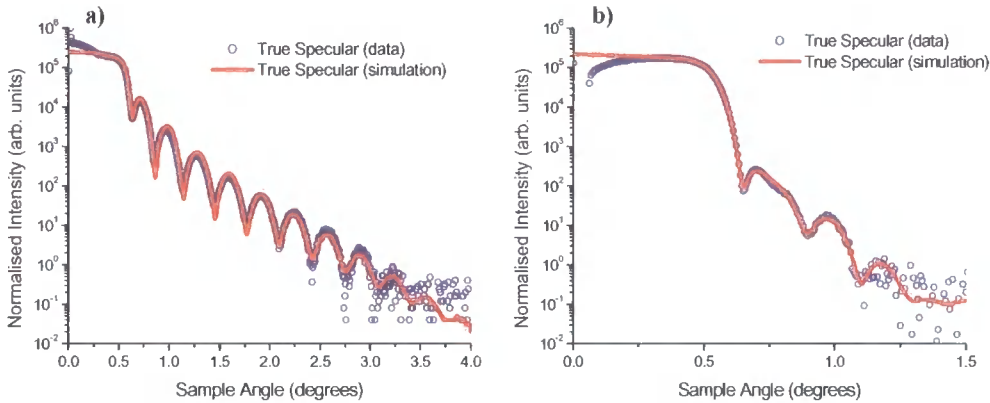 a)
True Specular (data)
True Specular (simulation)
Normalised Intensity (arb. units)
10^6
10^5
10^4
10^3
10^2
10^1
10^0
10^-1
10^-2
0.0 0.5 1.0 1.5 2.0 2.5 3.0 3.5 4.0
Sample Angle (degrees)
b)
True Specular (data)
True Specular (simulation)
Normalised Intensity (arb. units)
10^6
10^5
10^4
10^3
10^2
10^1
10^0
10^-1
10^-2
0.0 0.5 1.0 1.5
Sample Angle (degrees)